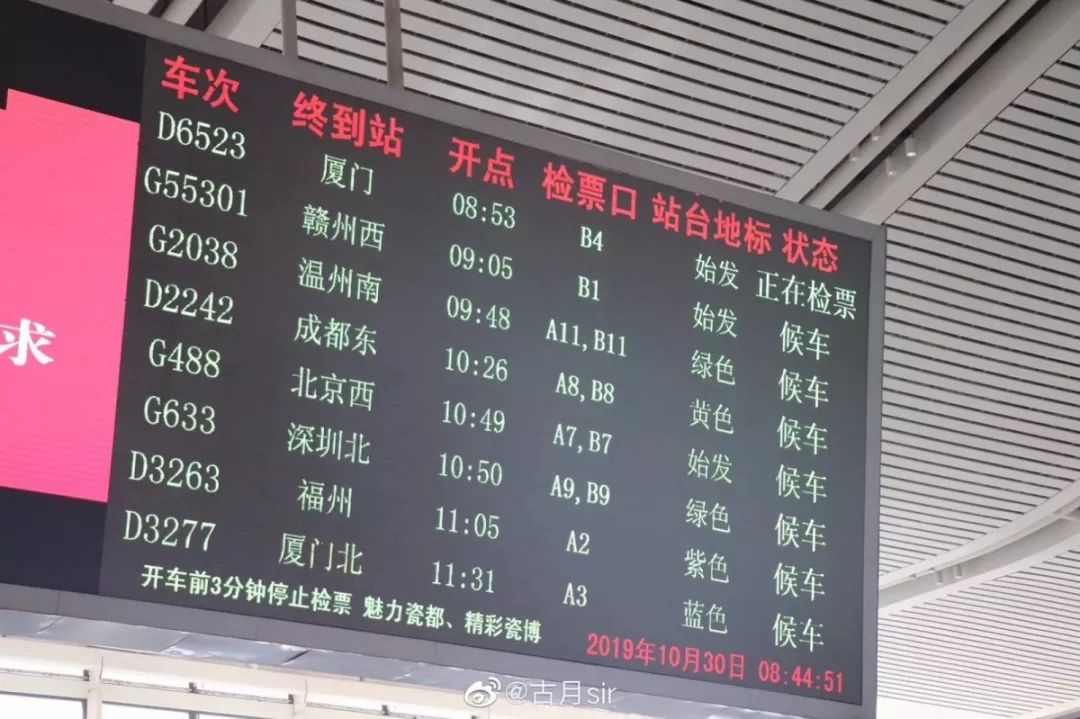 车次 终到站 开点 检票口 站台地标 状态
D6523 厦门 08:53 B4 始发 正在检票
G55301 赣州西 09:05 B1 始发 候车
G2038 温州南 09:48 A11,B11 绿色 候车
D2242 成都东 10:26 A8,B8 黄色 候车
G488 北京西 10:49 A7,B7 始发 候车
G633 深圳北 10:50 A9,B9 绿色 候车
D3263 福州 11:05 A2 紫色 候车
D3277 厦门北 11:31 A3 蓝色 候车
开车前3分钟停止检票 魅力瓷都、精彩瓷博
2019年10月30日 08:44:51
求
@古月sir